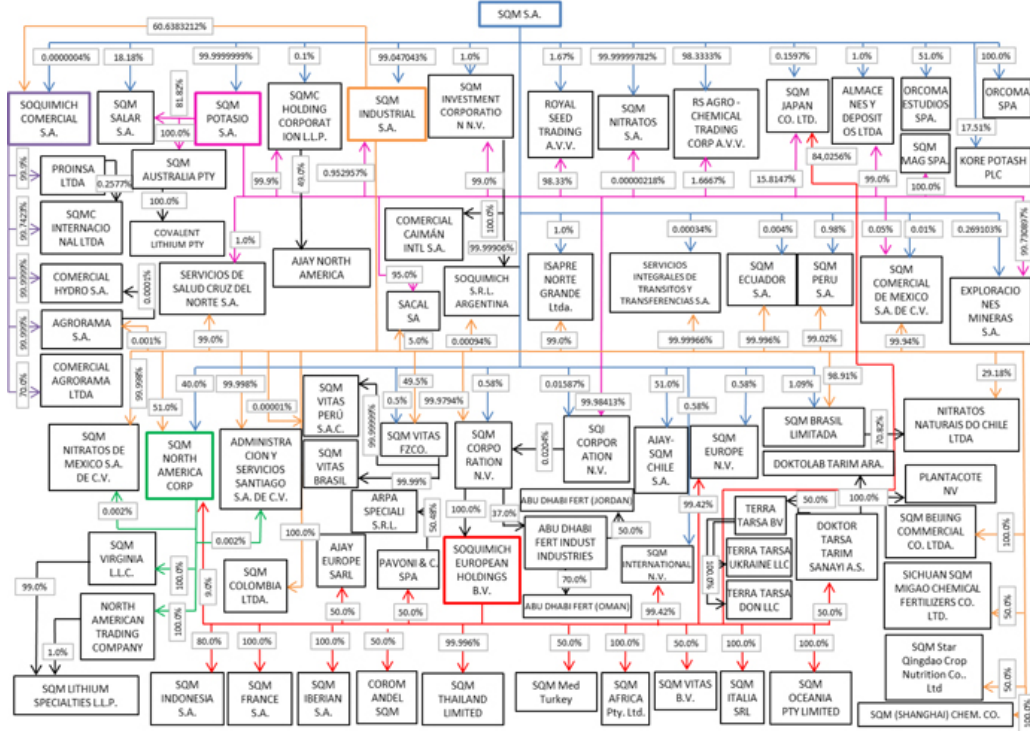 SQM S.A.
60.6383212%
0.0000004%
18.18%
99.9999999%
0.1%
99.047043%
1.0%
1.67%
99.99999782%
98.3333%
0.1597%
1.0%
51.0%
100.0%
SOQUIMICH
COMERCIAL
S.A.
SQM
SALAR S.A.
81.82%
SQM
POTASIO
S.A.
SQMC
HOLDING
CORPORAT
ION L.L.P.
SQM
INDUSTRIAL
S.A.
SQM
INVESTMENT
CORPORATIO
N N.V.
ROYAL
SEED
TRADING
A.V.V.
SQM
NITRATOS
S.A.
RS AGRO -
CHEMICAL
TRADING
CORP A.V.V.
SQM
JAPAN
CO. LTD.
ALMACE
NES Y
DEPOSIT
OS LTDA
ORCOMA
ESTUDIOS
SPA.
ORCOMA
SPA
17.51%
SQM
MAG SPA.
KORE POTASH
PLC
99.9%
PROINSA
LTDA
0.2577%
100.0%
SQM
AUSTRALIA PTY
99.9%
49.0%
0.952957%
99.0%
100.0%
98.33%
0.00000218%
1.6667%
15.8147%
84,0256%
99.0%
100.0%
99.7423%
SQMC
INTERNACIO
NAL LTDA
100.0%
COVALENT
LITHIUM PTY
1.0%
AJAY NORTH
AMERICA
COMERCIAL
CAIMÁN
INTL S.A.
99.99906%
1.0%
0.00034%
0.004%
0.98%
0.05%
0.01%
0.269103%
99.730897%
99.9999%
COMERCIAL
HYDRO S.A.
0.0001%
SERVICIOS DE
SALUD CRUZ DEL
NORTE S.A.
95.0%
SACAL
SA
SOQUIMICH
S.R.L.
ARGENTINA
ISAPRE
NORTE
GRANDE
Ltda.
SERVICIOS
INTEGRALES DE
TRANSITOS Y
TRANSFERENCIAS S.A.
SQM
ECUADOR
S.A.
SQM
PERU
S.A.
SQM
COMERCIAL
DE MEXICO
S.A. DE C.V.
EXPLORACIO
NES
MINERAS
S.A.
99.999%
AGRORAMA
S.A.
0.001%
99.0%
5.0%
0.00094%
99.0%
99.99966%
99.996%
99.02%
99.94%
70.0%
COMERCIAL
AGRORAMA
LTDA
99.998%
51.0%
40.0%
99.998%
0.00001%
SQM
VITAS
PERÚ
S.A.C.
99.99999%
0.5%
49.5%
99.9794%
0.58%
0.01587%
99.98413%
51.0%
0.58%
0.58%
1.09%
98.91%
29.18%
SQM
NITRATOS DE
MEXICO S.A.
DE C.V.
SQM
NORTH
AMERICA
CORP
ADMINISTRA
CION Y
SERVICIOS
SANTIAGO
S.A. DE C.V.
SQM
VITAS
BRASIL
SQM VITAS
FZCO.
99.99%
SQM
CORPO
RATION
N.V.
0.0204%
SQI
CORPOR
ATION
N.V.
AJAY-
SQM
CHILE
S.A.
SQM
EUROPE
N.V.
SQM BRASIL
LIMITADA
70.82%
NITRATOS
NATURAIS DO CHILE
LTDA
DOKTOLAB TARIM ARA.
0.002%
0.002%
100.0%
ARPA
SPECIALI
S.R.L.
50.48%
100.0%
37.0%
ABU DHABI FERT (JORDAN)
50.0%
99.42%
50.0%
100.0%
PLANTACOTE
NV
SQM
VIRGINIA
L.L.C.
100.0%
9.0%
SQM
COLOMBIA
LTDA.
AJAY
EUROPE
SARL
PAVONI & C.
SPA
SOQUIMICH
EUROPEAN
HOLDINGS
B.V.
ABU DHABI
FERT INDUST
INDUSTRIES
SQM
INTERNATIONAL
N.V.
TERRA
TARSA BV
TERRA TARSA
UKRAINE LLC
100.0%
TERRA TARSA
DON LLC
DOKTOR
TARSA
TARIM
SANAYI A.S.
SQM BEIJING
COMMERCIAL
CO. LTDA.
100.0%
99.0%
NORTH
AMERICAN
TRADING
COMPANY
100.0%
70.0%
ABU DHABI FERT (OMAN)
SICHUAN SQM
MIGAO CHEMICAL
FERTILIZERS CO.
LTD.
50.0%
1.0%
80.0%
100.0%
50.0%
100.0%
50.0%
50.0%
99.996%
50.0%
100.0%
99.42%
50.0%
100.0%
100.0%
50.0%
SQM LITHIUM
SPECIALTIES L.L.P.
SQM
INDONESIA
S.A.
SQM
FRANCE
S.A.
SQM
IBERIAN
S.A.
COROM
ANDEL
SQM
SQM
THAILAND
LIMITED
SQM Med
Turkey
SQM
AFRICA
Pty. Ltd.
SQM VITAS
B.V.
SQM
ITALIA
SRL
SQM
OCEANIA
PTY LIMITED
SQM Star
Qingdao Crop
Nutrition Co..
Ltd
50.0%
SQM (SHANGHAI) CHEM. CO.
100.0%